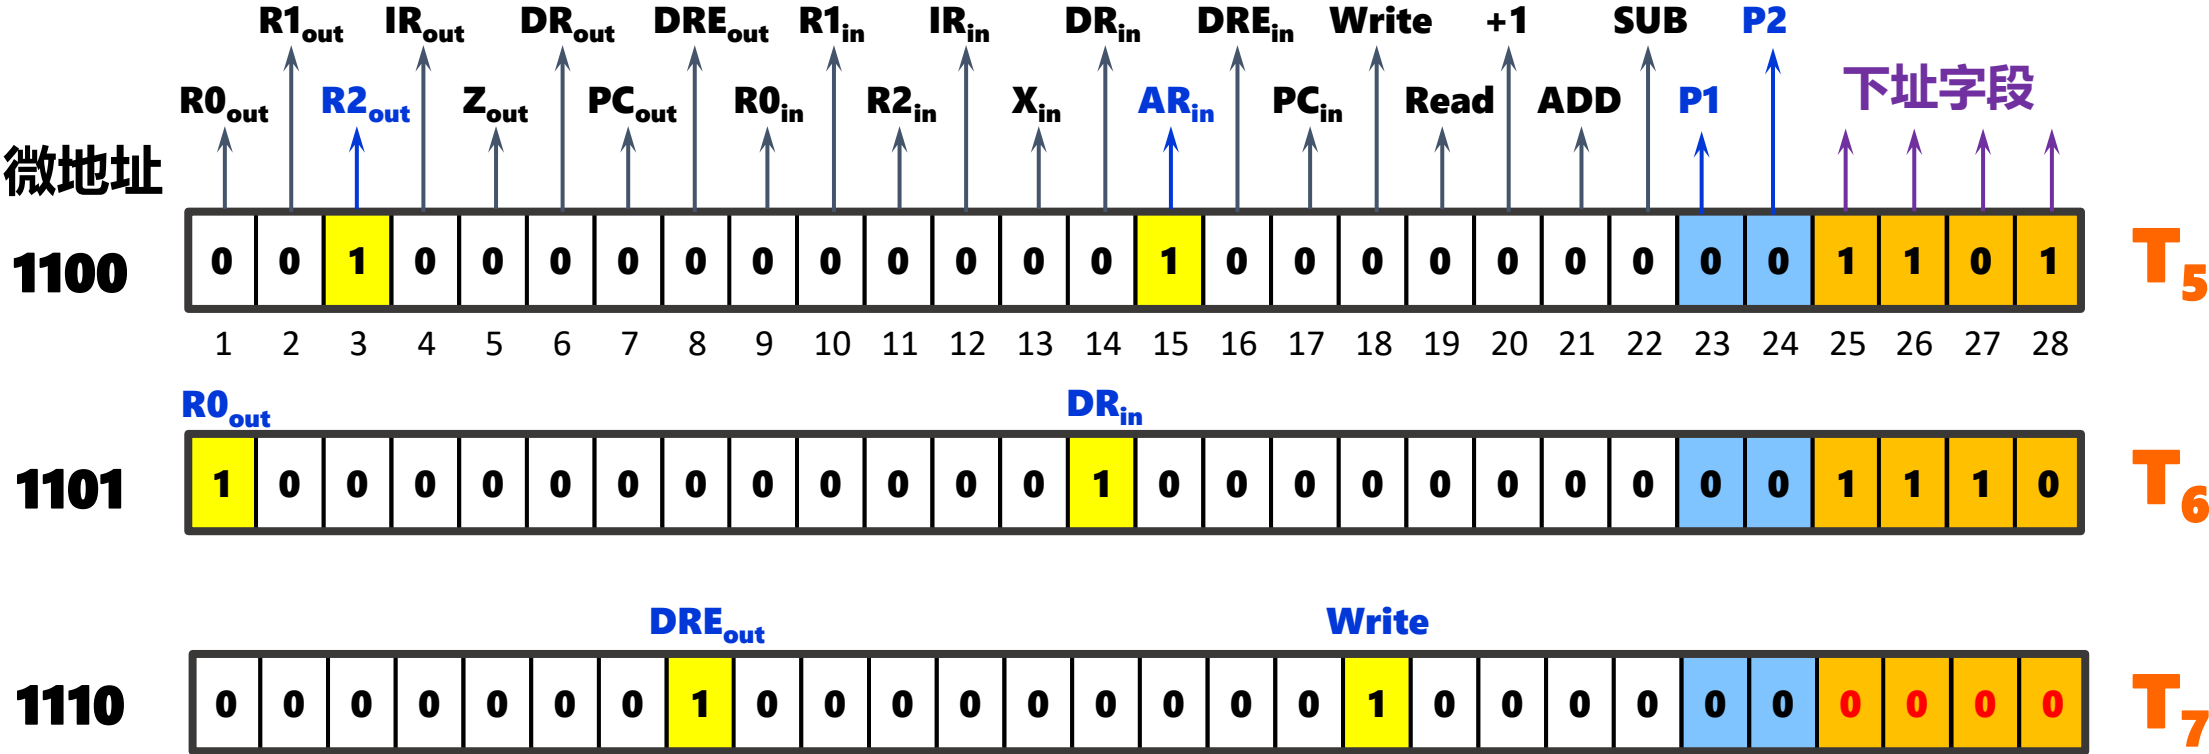 R1out IRout DRout DREout R1in IRin DRin DREin Write +1 SUB P2
R0out R2out Zout PCout R0in R2in Xin ARin PCin Read ADD P1 下址字段
微地址
1100 0 0 1 0 0 0 0 0 0 0 0 0 0 0 1 0 0 0 0 0 0 0 0 0 1 1 0 1 T5
1 2 3 4 5 6 7 8 9 10 11 12 13 14 15 16 17 18 19 20 21 22 23 24 25 26 27 28
R0out DRin
1101 1 0 0 0 0 0 0 0 0 0 0 0 0 1 0 0 0 0 0 0 0 0 0 0 1 1 1 0 T6
DREout Write
1110 0 0 0 0 0 0 0 1 0 0 0 0 0 0 0 0 0 1 0 0 0 0 0 0 0 0 0 0 T7